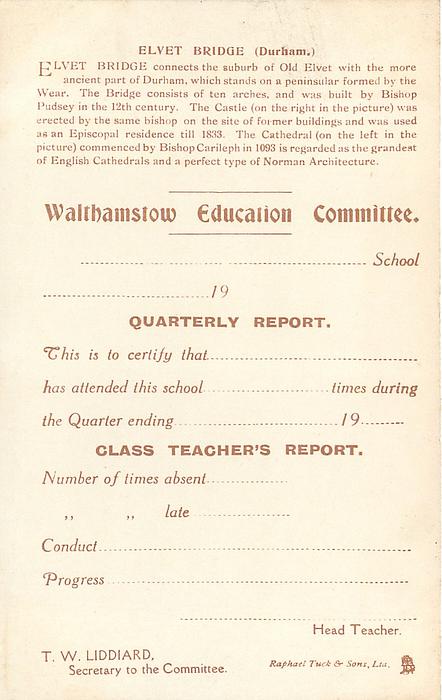 ELVET BRIDGE (Durham.)
ELVET BRIDGE connects the suburb of Old Elvet with the more
ancient part of Durham, which stands on a peninsular formed by the
Wear. The Bridge consists of ten arches, and was built by Bishop
Pudsey in the 12th century. The Castle (on the right in the picture) was
erected by the same bishop on the site of former buildings and was used
as an Episcopal residence till 1833. The Cathedral (on the left in the
picture) commenced by Bishop Carileph in 1093 is regarded as the grandest
of English Cathedrals and a perfect type of Norman Architecture.
Walthamstow Education Committee.
School
19
QUARTERLY REPORT.
This is to certify that
has attended this school times during
the Quarter ending 19
CLASS TEACHER'S REPORT.
Number of times absent
,, ,, late
Conduct
Progress
Head Teacher.
T. W. LIDDIARD,
Secretary to the Committee.
Raphael Tuck & Sons, Ltd.